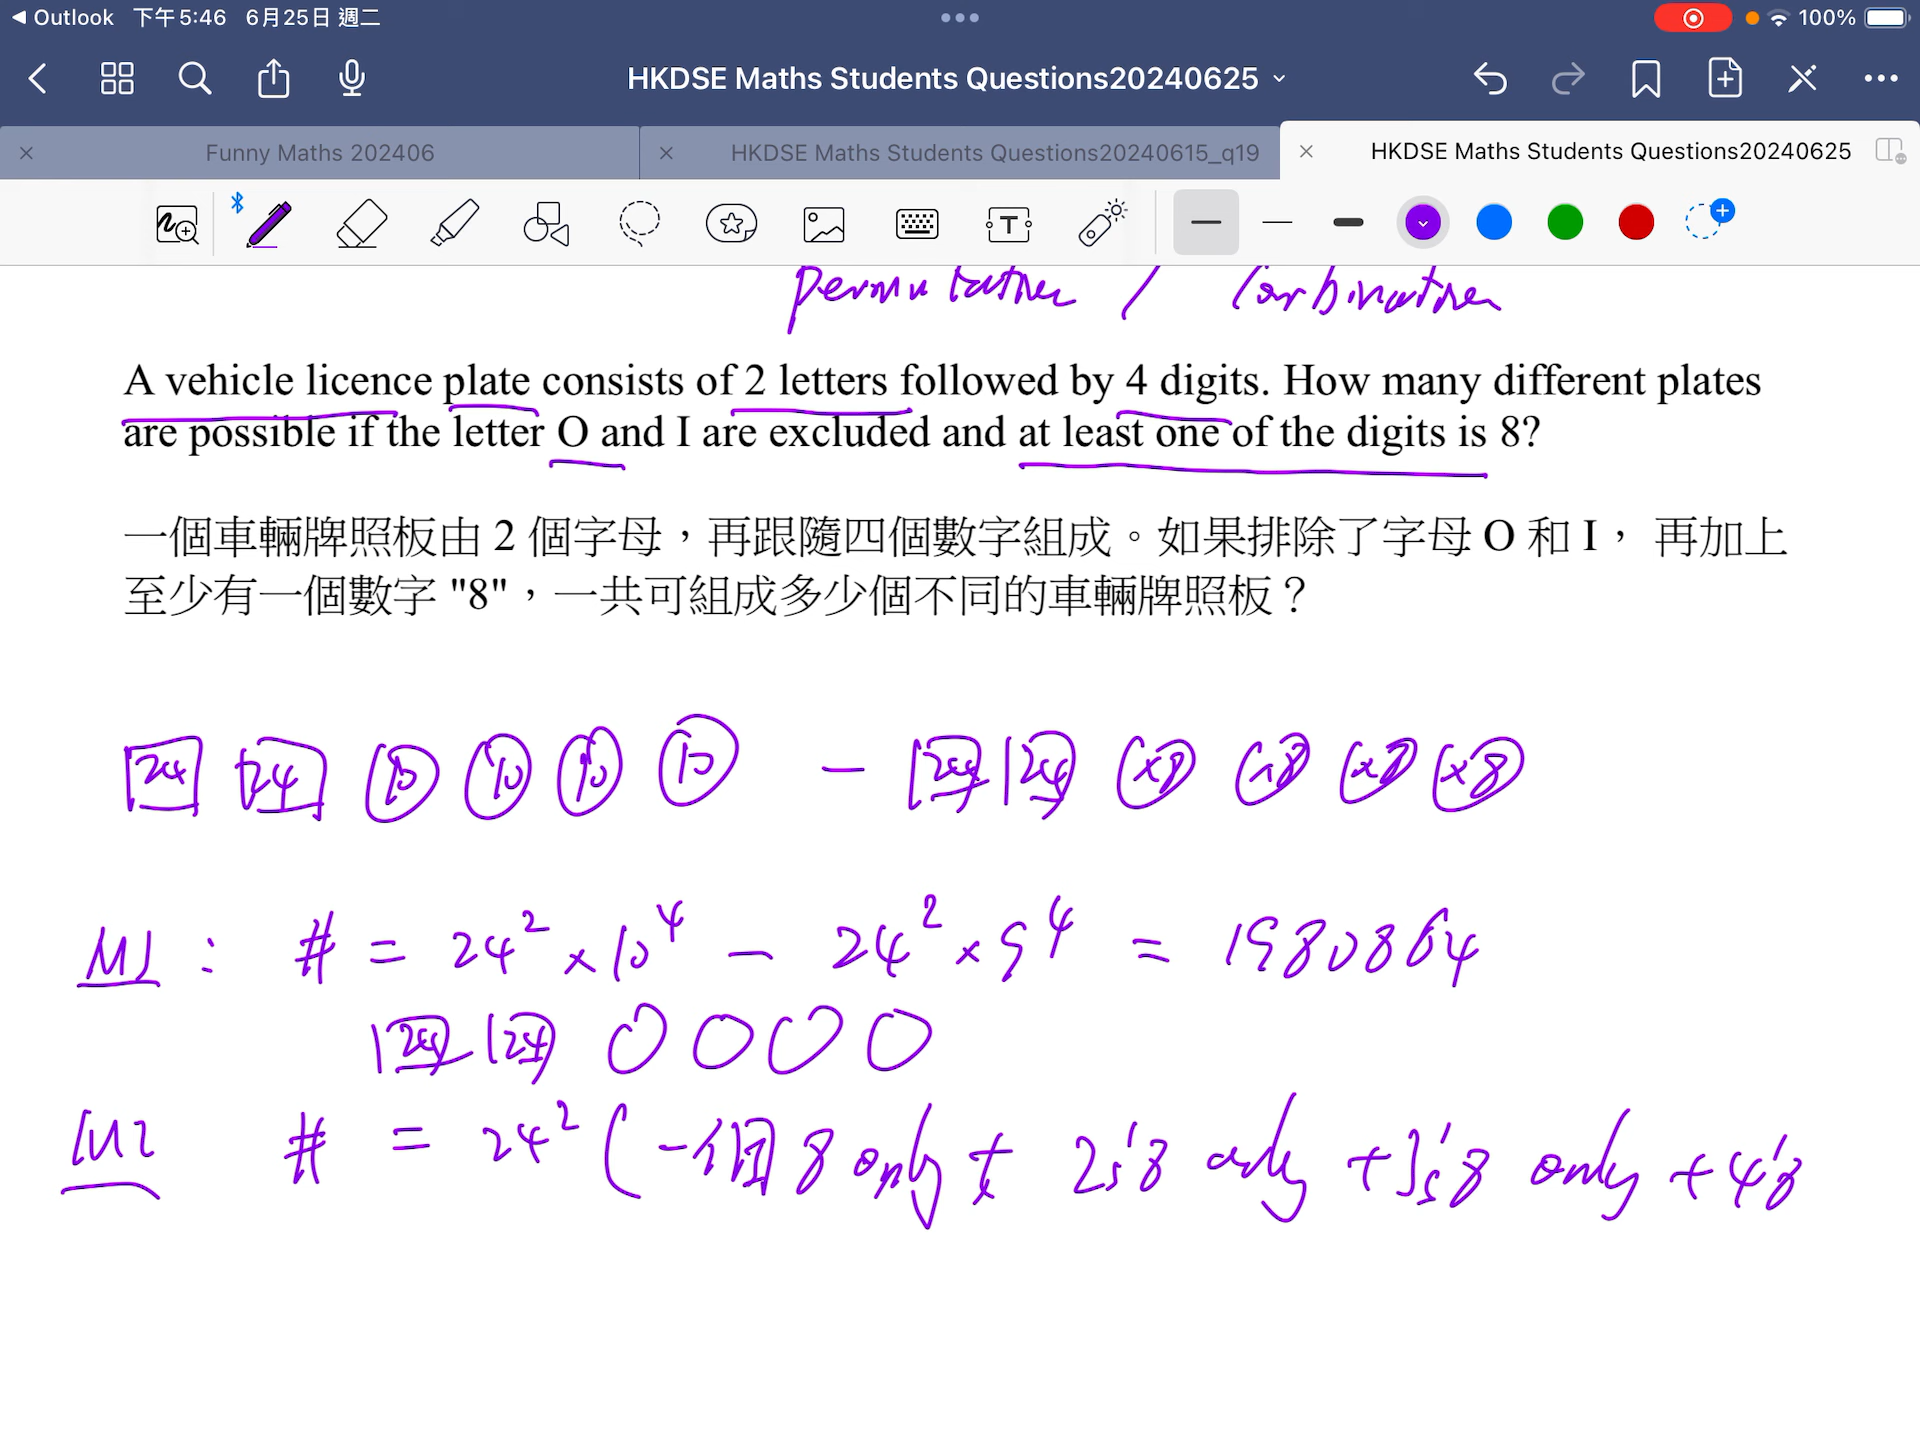 Outlook 下午5:46 6月25日 週二 100%
HKDSE Maths Students Questions20240625
Funny Maths 202406 HKDSE Maths Students Questions20240615_q19 HKDSE Maths Students Questions20240625
permutation / Combination
A vehicle licence plate consists of 2 letters followed by 4 digits. How many different plates
are possible if the letter O and I are excluded and at least one of the digits is 8?
一個車輛牌照板由 2 個字母，再跟隨四個數字組成。如果排除了字母 O 和 I， 再加上
至少有一個數字 "8"，一共可組成多少個不同的車輛牌照板？
24 24 10 10 10 10 - 24 24 ×8 ×8 ×8 ×8
M1 : # = 24² × 10⁴ - 24² × 9⁴ = 1980864
24 24
M2 # = 24² (一個 8 only + 2's 8 only + 3's 8 only + 4's 8